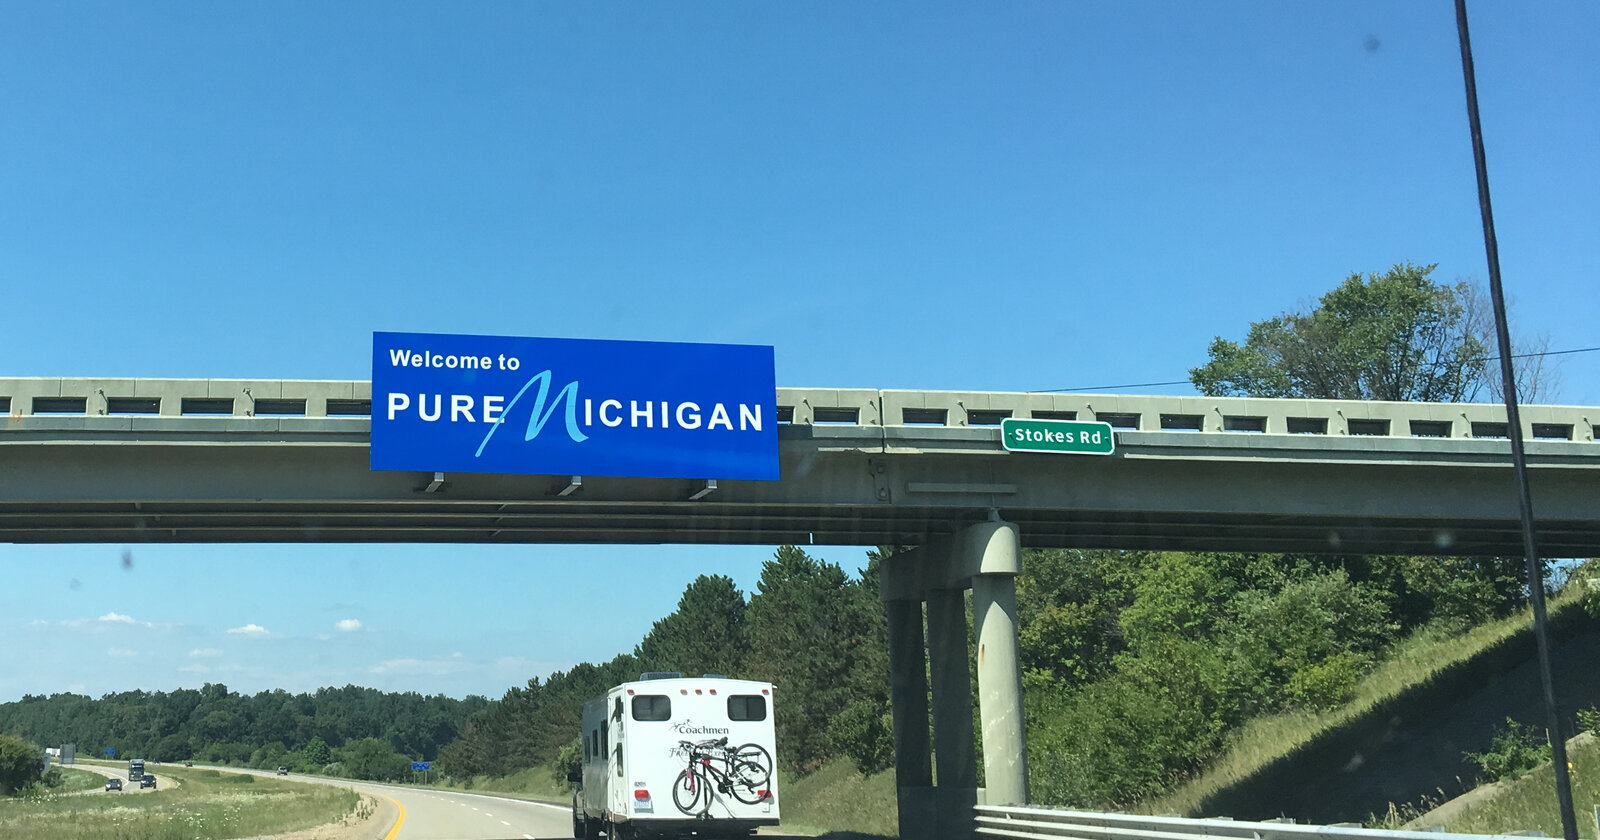 Welcome to
PURE MICHIGAN
Stokes Rd
Coachmen